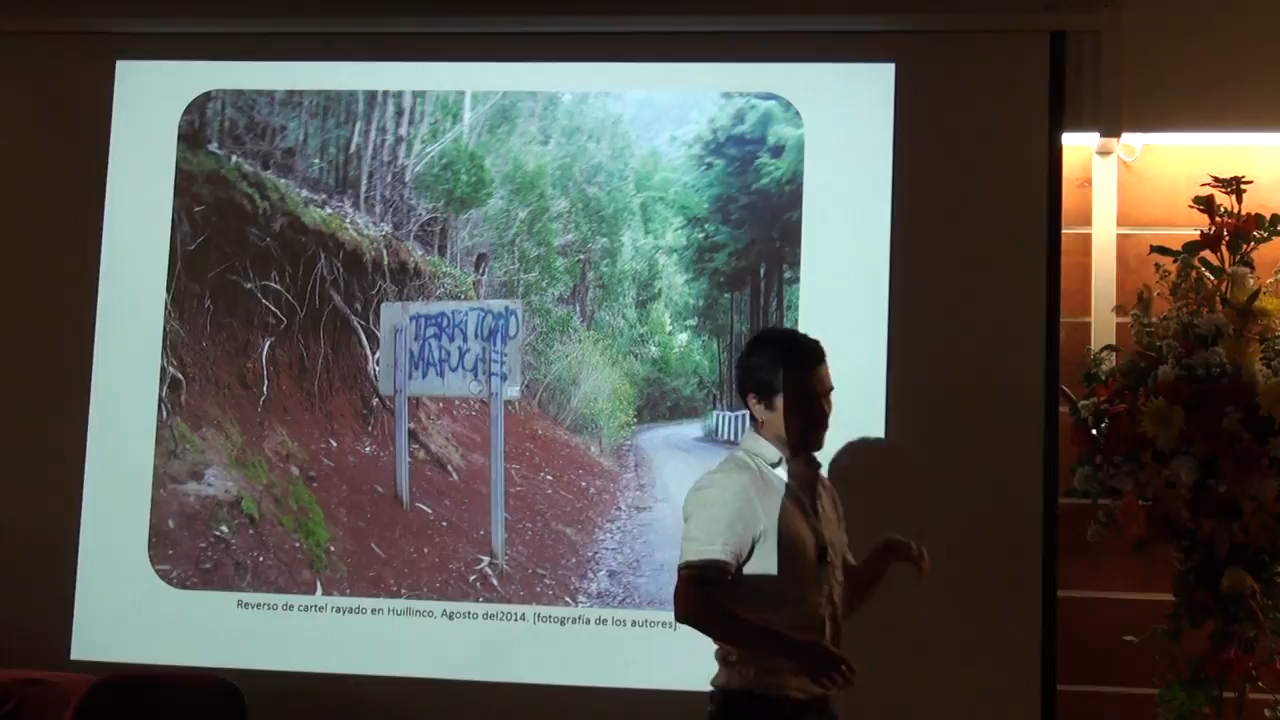 TERRITORIO
MAPUCHE
Reverso de cartel rayado en Huillinco, Agosto del2014. [fotografía de los autores].